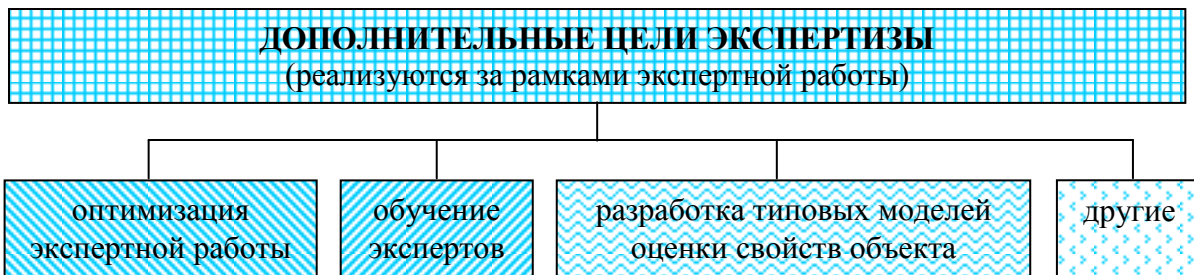 ДОПОЛНИТЕЛЬНЫЕ ЦЕЛИ ЭКСПЕРТИЗЫ
(реализуются за рамками экспертной работы)
оптимизация
экспертной работы
обучение
экспертов
разработка типовых моделей
оценки свойств объекта
другие